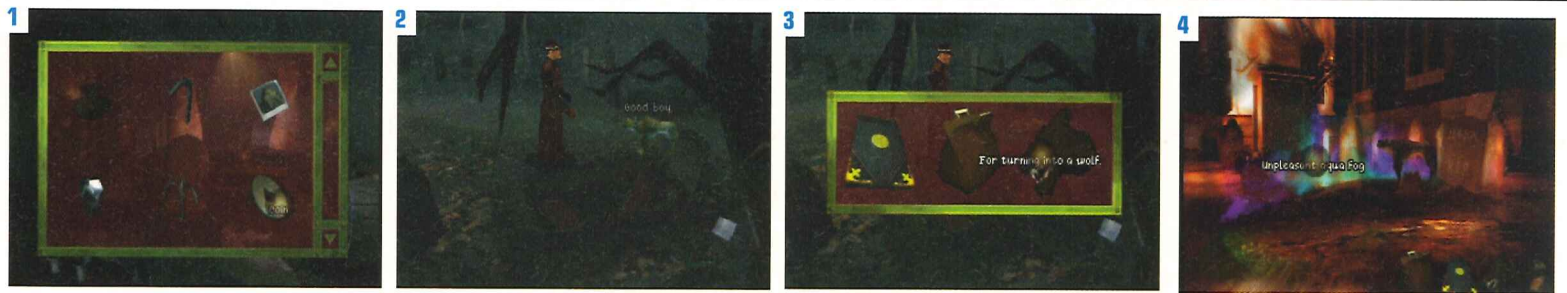 1
2
3
4
coin
Good boy
For turning into a wolf.
Unpleasant aqua fog